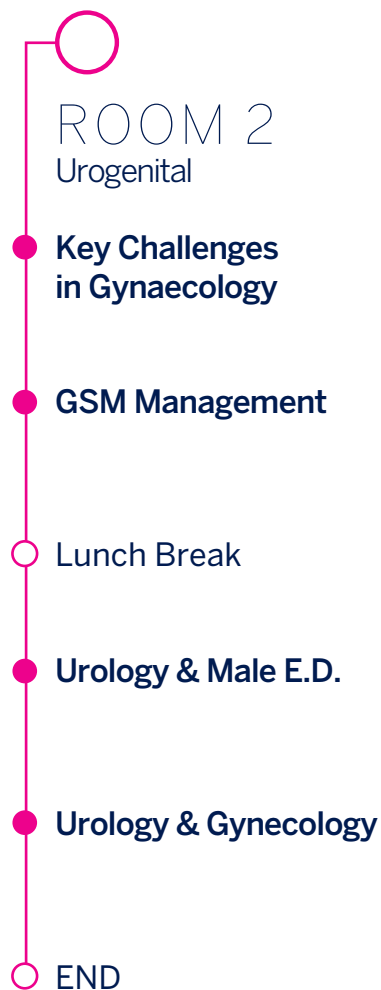 ROOM 2
Urogenital
Key Challenges
in Gynaecology
GSM Management
Lunch Break
Urology & Male E.D.
Urology & Gynecology
END